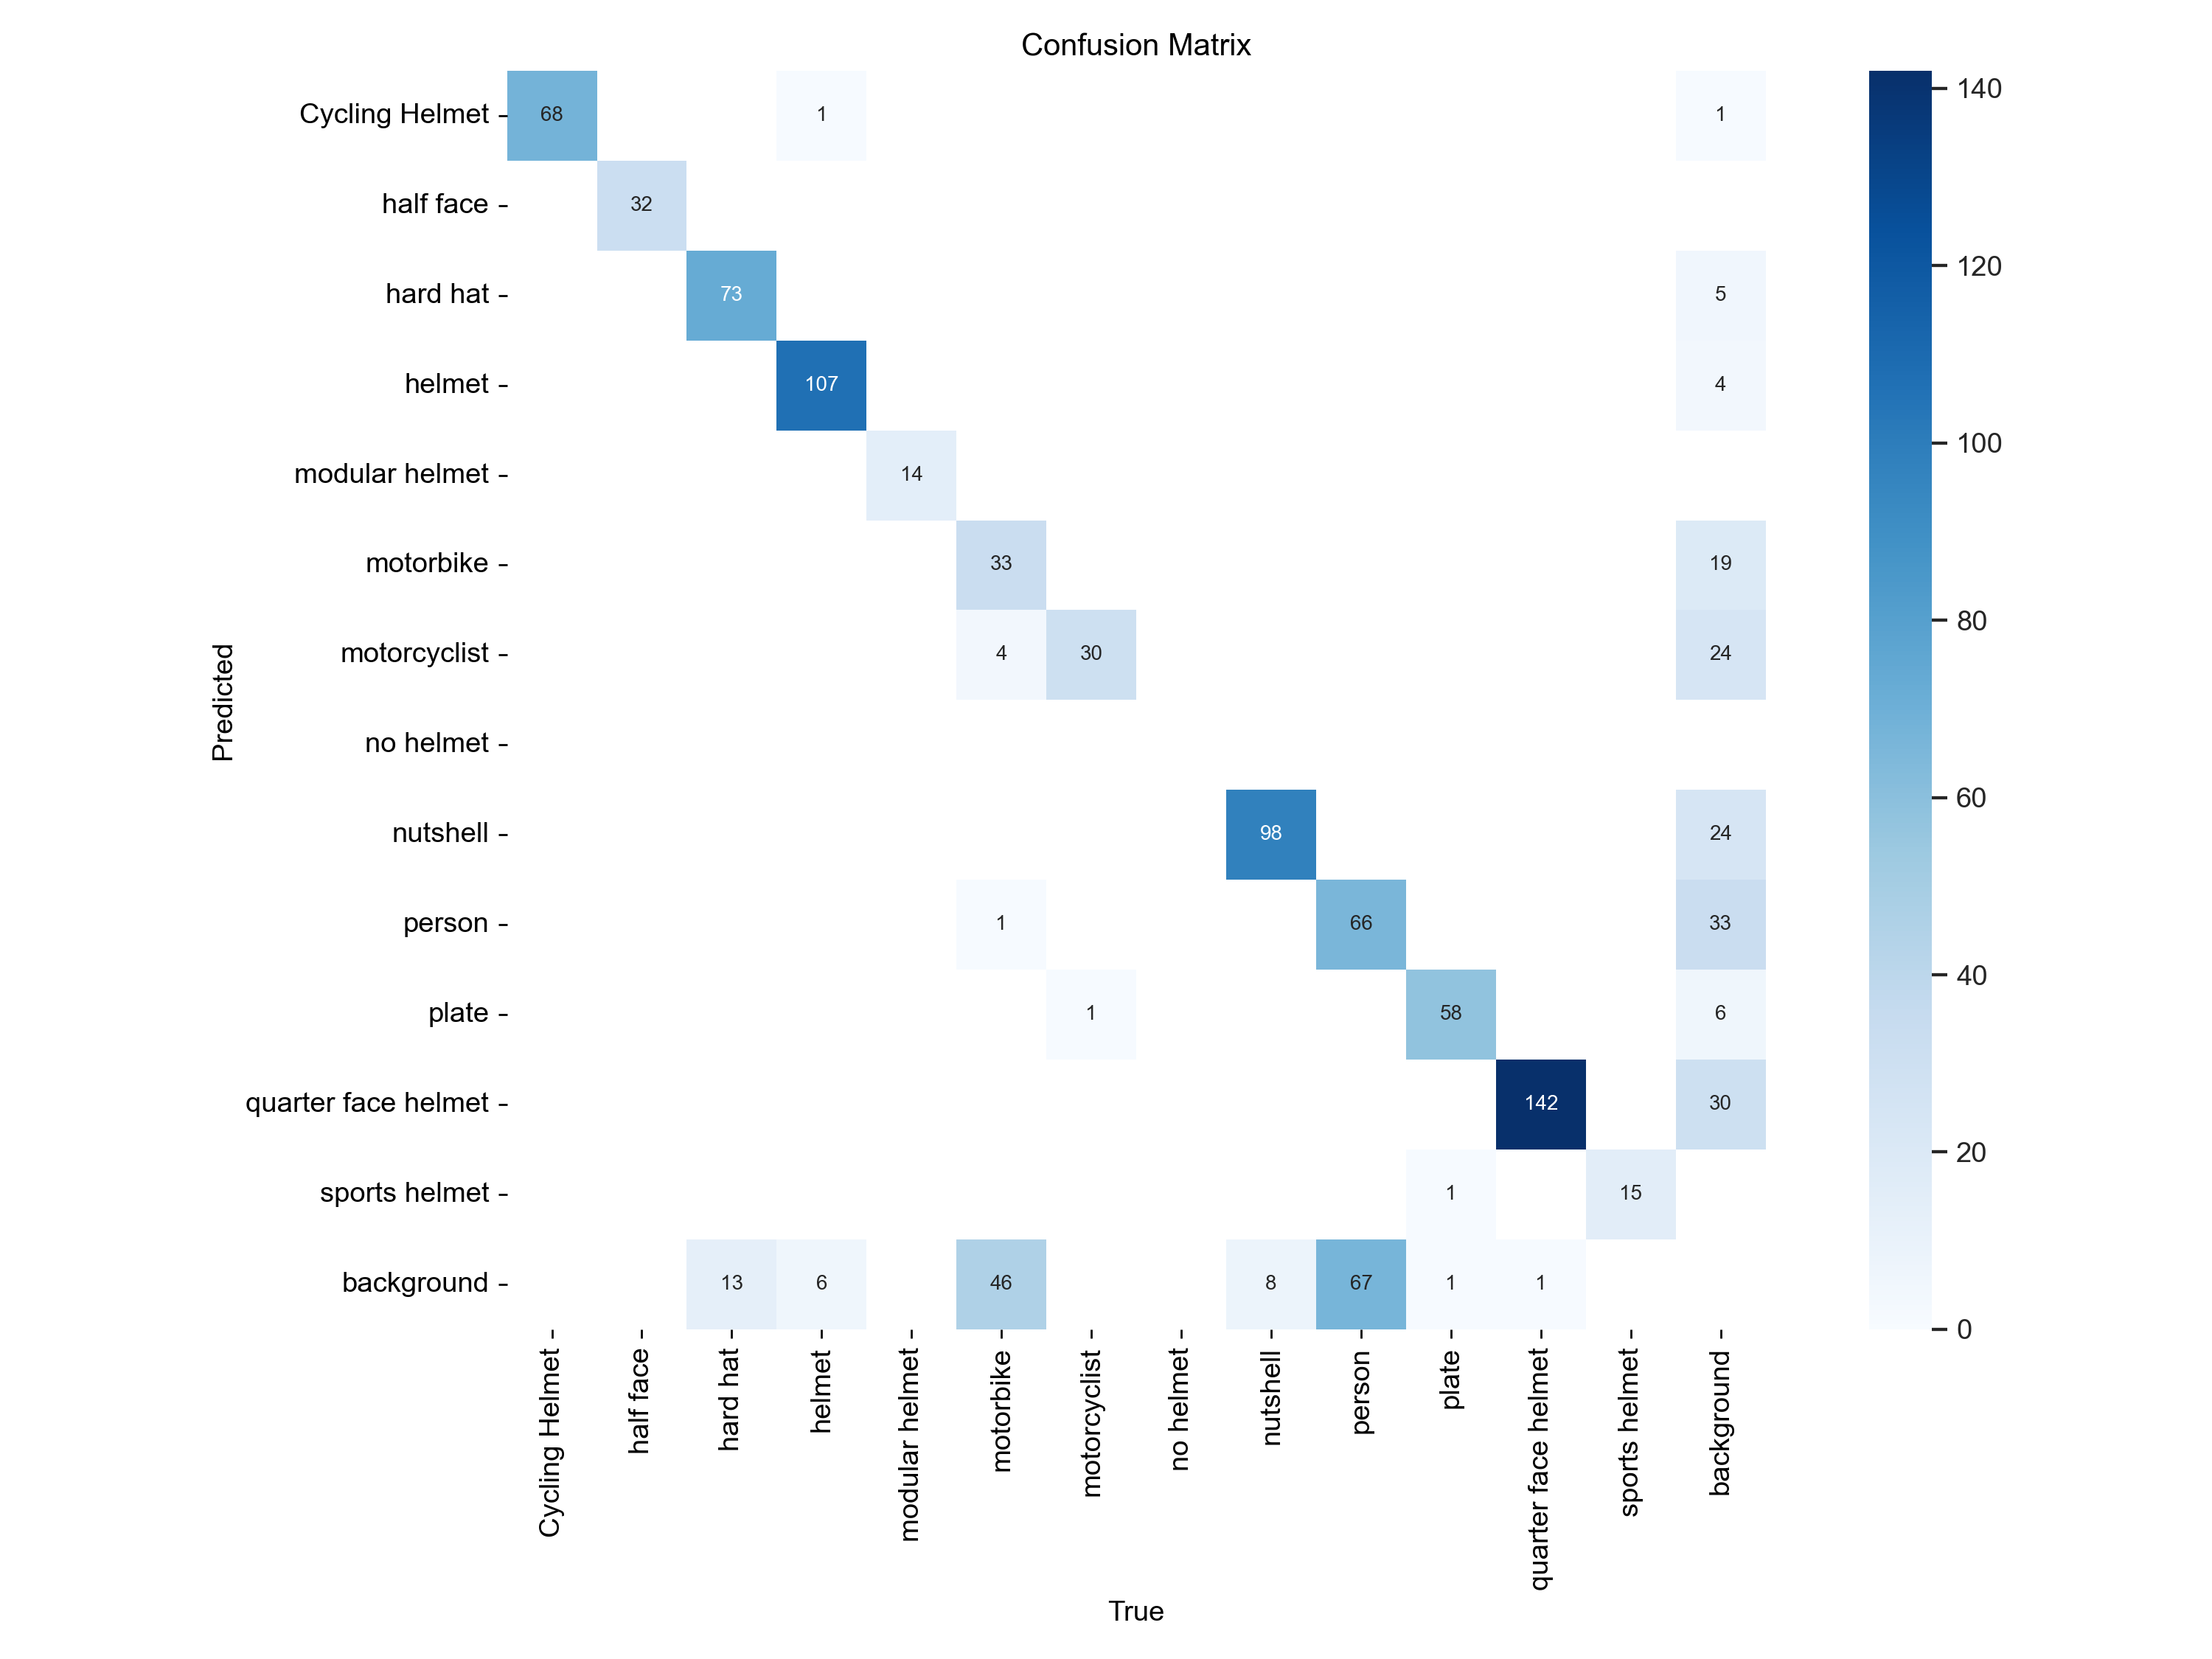 Confusion Matrix
Predicted
Cycling Helmet 68 1 1
half face 32
hard hat 73 5
helmet 107 4
modular helmet 14
motorbike 33 19
motorcyclist 4 30 24
no helmet
nutshell 98 24
person 1 66 33
plate 1 58 6
quarter face helmet 142 30
sports helmet 1 15
background 13 6 46 8 67 1 1
Cycling Helmet
half face
hard hat
helmet
modular helmet
motorbike
motorcyclist
no helmet
nutshell
person
plate
quarter face helmet
sports helmet
background
True
140
120
100
80
60
40
20
0